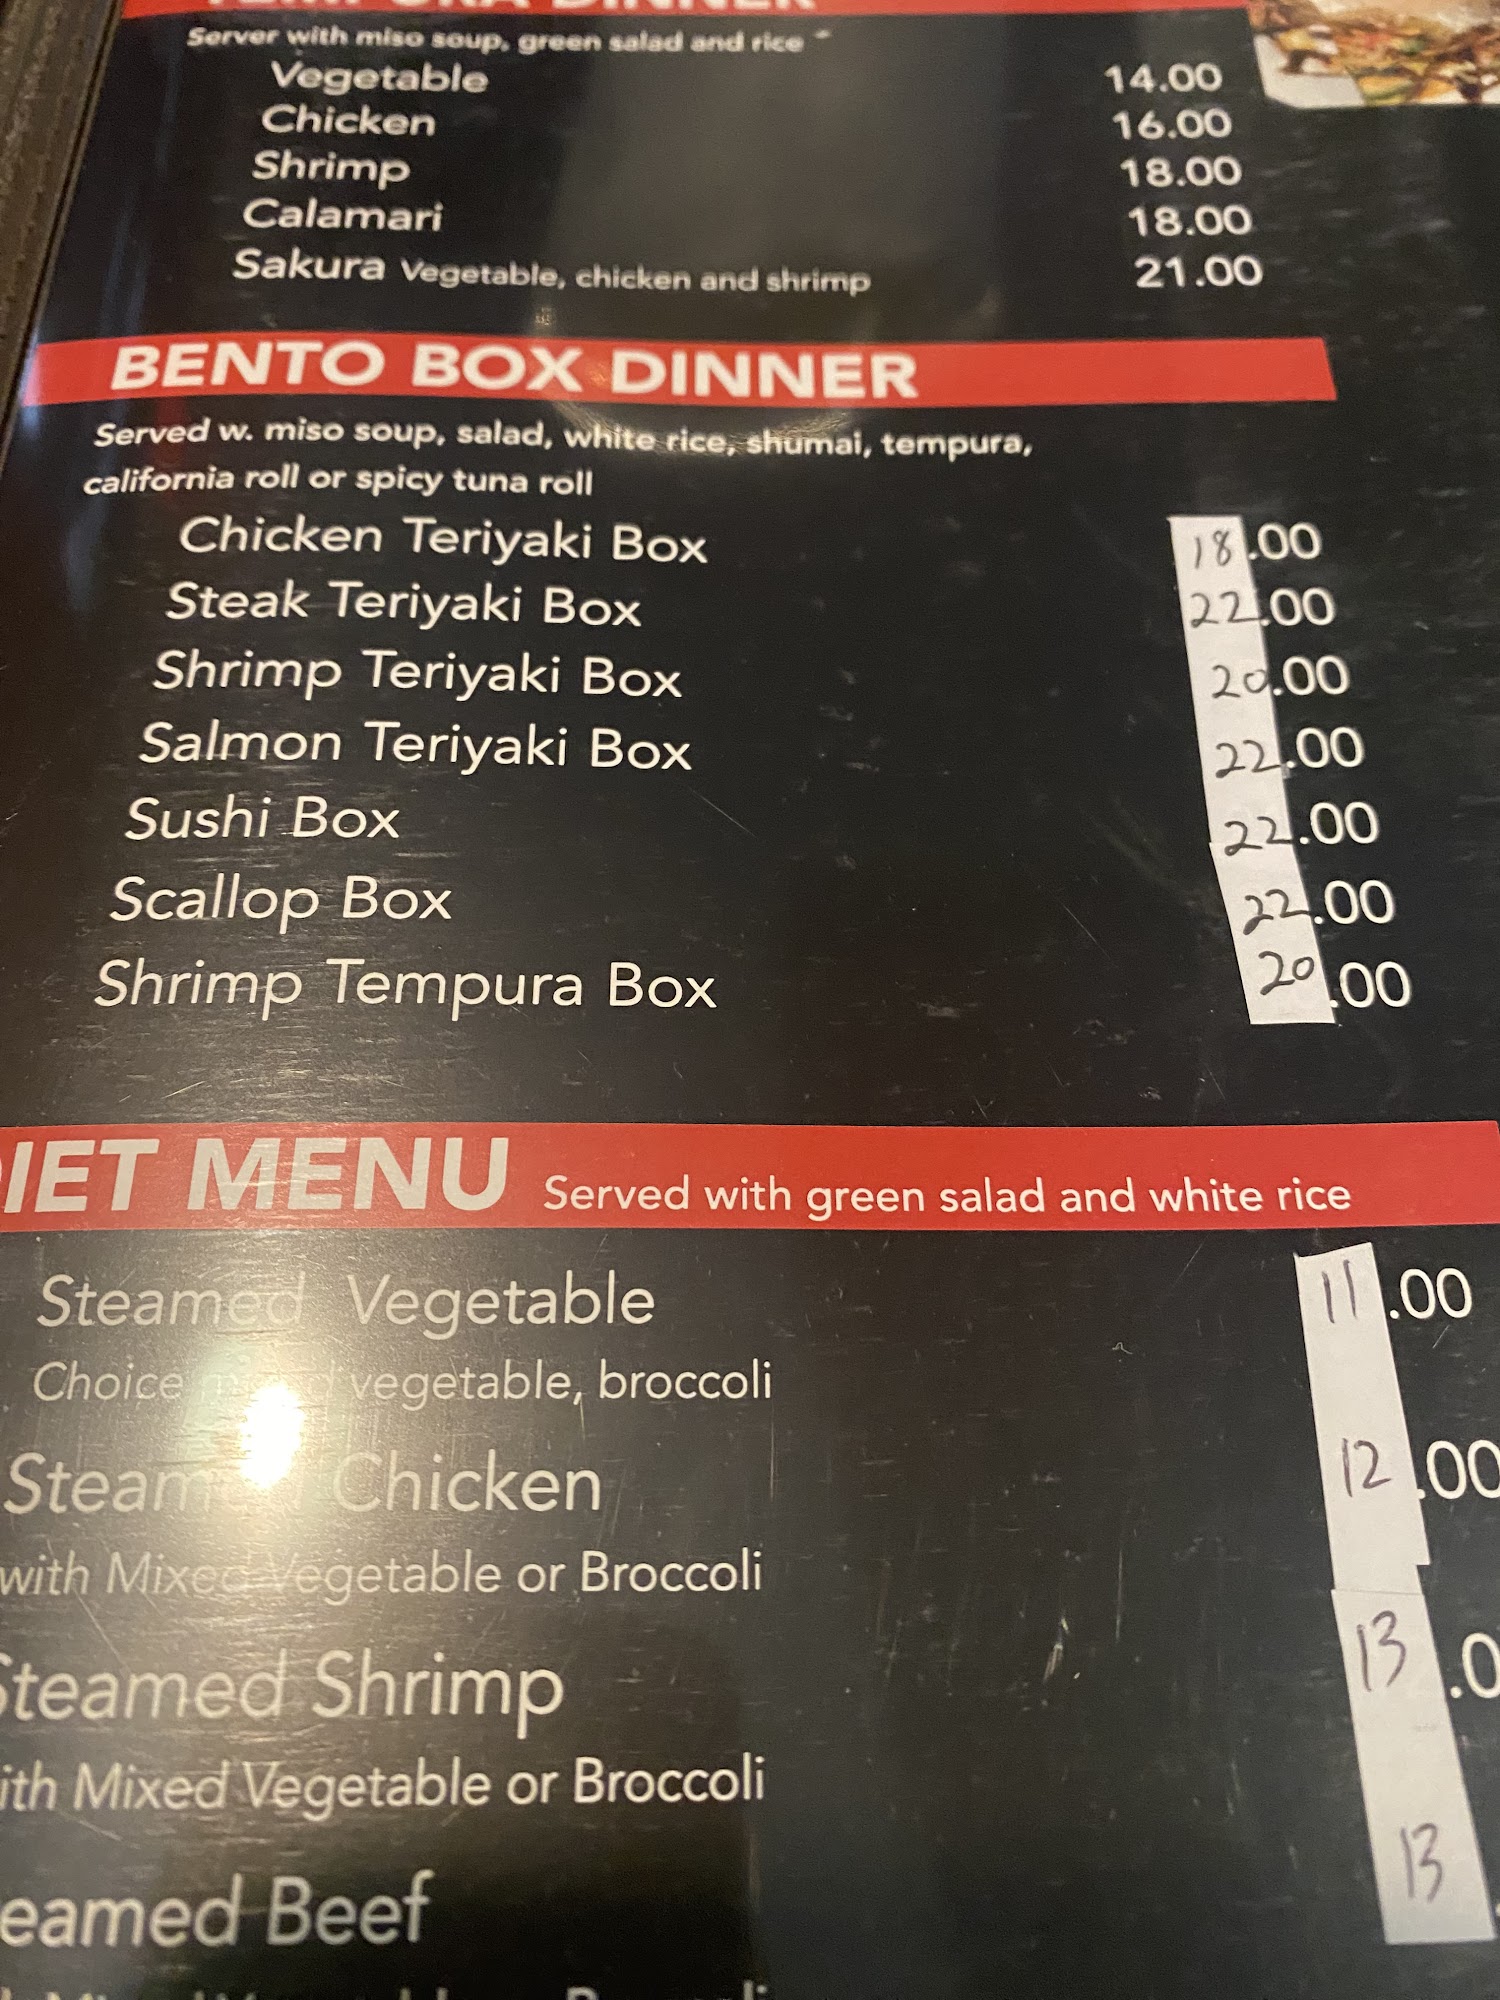 DINNER
Server with miso soup, green salad and rice
Vegetable 14.00
Chicken 16.00
Shrimp 18.00
Calamari 18.00
Sakura Vegetable, chicken and shrimp 21.00
BENTO BOX DINNER
Served w. miso soup, salad, white rice, shumai, tempura,
california roll or spicy tuna roll
Chicken Teriyaki Box 18.00
Steak Teriyaki Box 22.00
Shrimp Teriyaki Box 20.00
Salmon Teriyaki Box 22.00
Sushi Box 22.00
Scallop Box 22.00
Shrimp Tempura Box 20.00
IET MENU Served with green salad and white rice
Steamed Vegetable 11.00
Choice vegetable, broccoli
Steamed Chicken 12.00
with Mixed Vegetable or Broccoli
Steamed Shrimp 13.0
ith Mixed Vegetable or Broccoli
eamed Beef 13